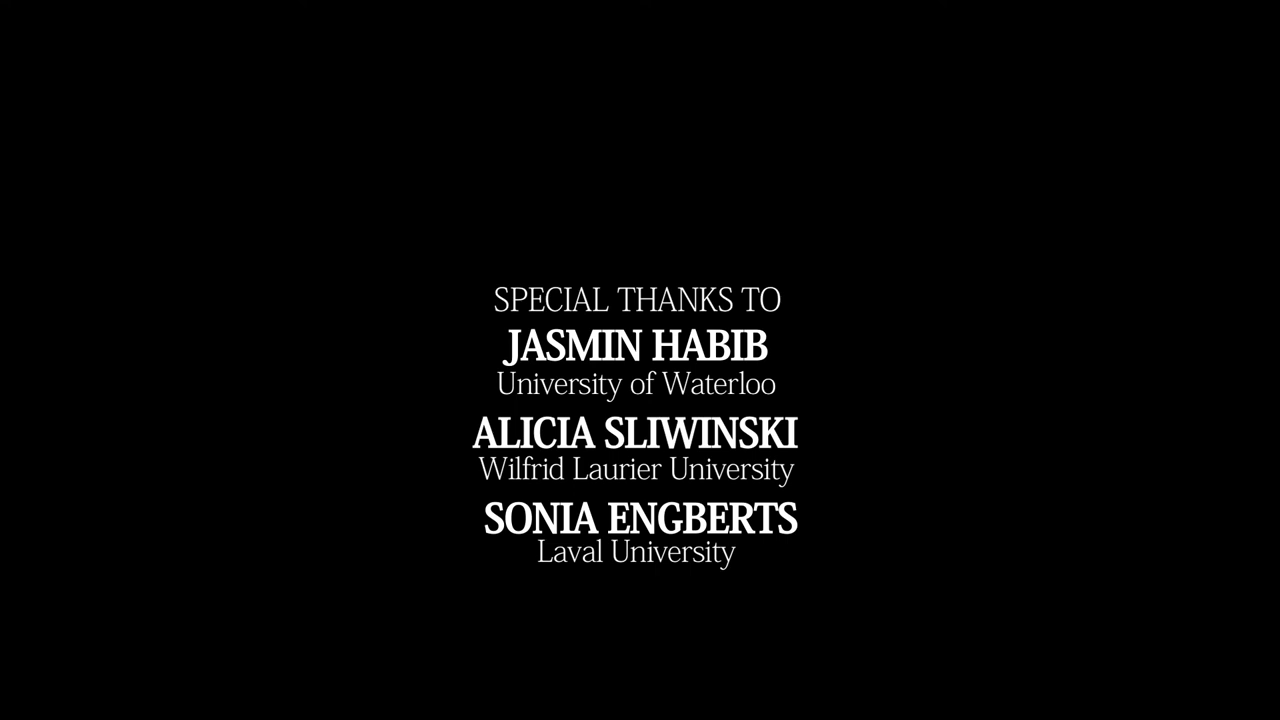 SPECIAL THANKS TO
JASMIN HABIB
University of Waterloo
ALICIA SLIWINSKI
Wilfrid Laurier University
SONIA ENGBERTS
Laval University